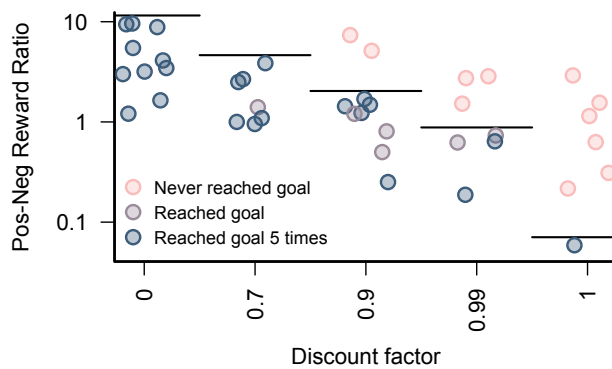 Pos-Neg Reward Ratio
10
1
0.1
Never reached goal
Reached goal
Reached goal 5 times
0
0.7
0.9
0.99
1
Discount factor